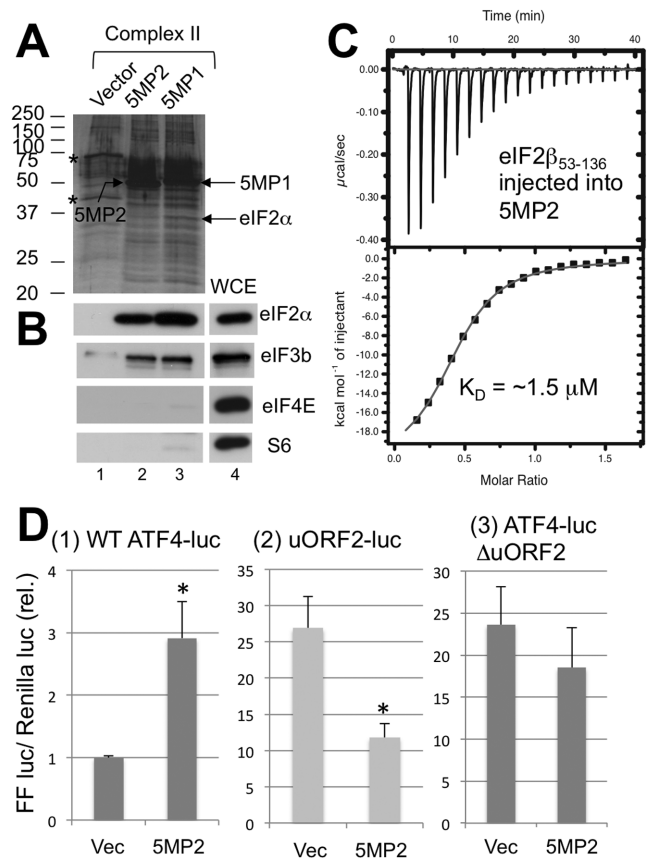 A
Complex II
Vector
5MP2
5MP1
250
150
100
75
50
37
25
20
*
*
5MP2
5MP1
eIF2α
WCE
B
eIF2α
eIF3b
eIF4E
S6
1 2 3 4
C
Time (min)
0 10 20 30 40
0.00
-0.10
-0.20
-0.30
-0.40
µcal/sec
eIF2β53-136
injected into
5MP2
0.0
-2.0
-4.0
-6.0
-8.0
-10.0
-12.0
-14.0
-16.0
-18.0
kcal mol-1 of injectant
KD = ~1.5 µM
0.0 0.5 1.0 1.5
Molar Ratio
D
(1) WT ATF4-luc
FF luc/ Renilla luc (rel.)
4
3
2
1
0
*
Vec 5MP2
(2) uORF2-luc
35
30
25
20
15
10
5
0
*
Vec 5MP2
(3) ATF4-luc
ΔuORF2
30
25
20
15
10
5
0
Vec 5MP2